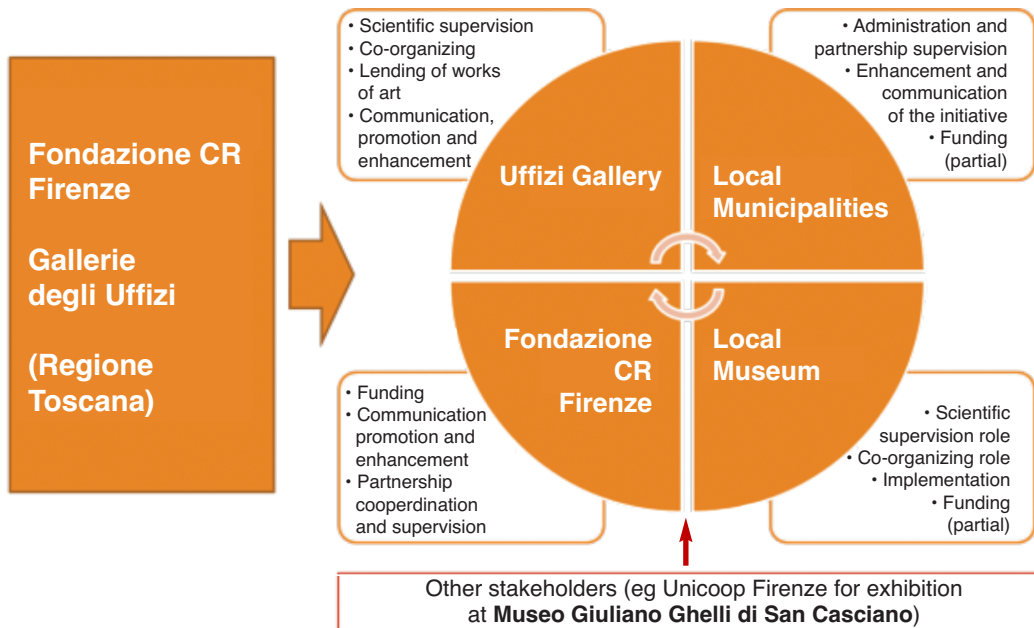 Fondazione CR
Firenze
Gallerie
degli Uffizi
(Regione
Toscana)
• Scientific supervision
• Co-organizing
• Lending of works
of art
• Communication,
promotion and
enhancement
Uffizi Gallery
• Administration and
partnership supervision
• Enhancement and
communication
of the initiative
• Funding
(partial)
Local
Municipalities
Fondazione
CR
Firenze
• Funding
• Communication
promotion and
enhancement
• Partnership
cooperdination
and supervision
Local
Museum
• Scientific
supervision role
• Co-organizing role
• Implementation
• Funding
(partial)
Other stakeholders (eg Unicoop Firenze for exhibition
at Museo Giuliano Ghelli di San Casciano)